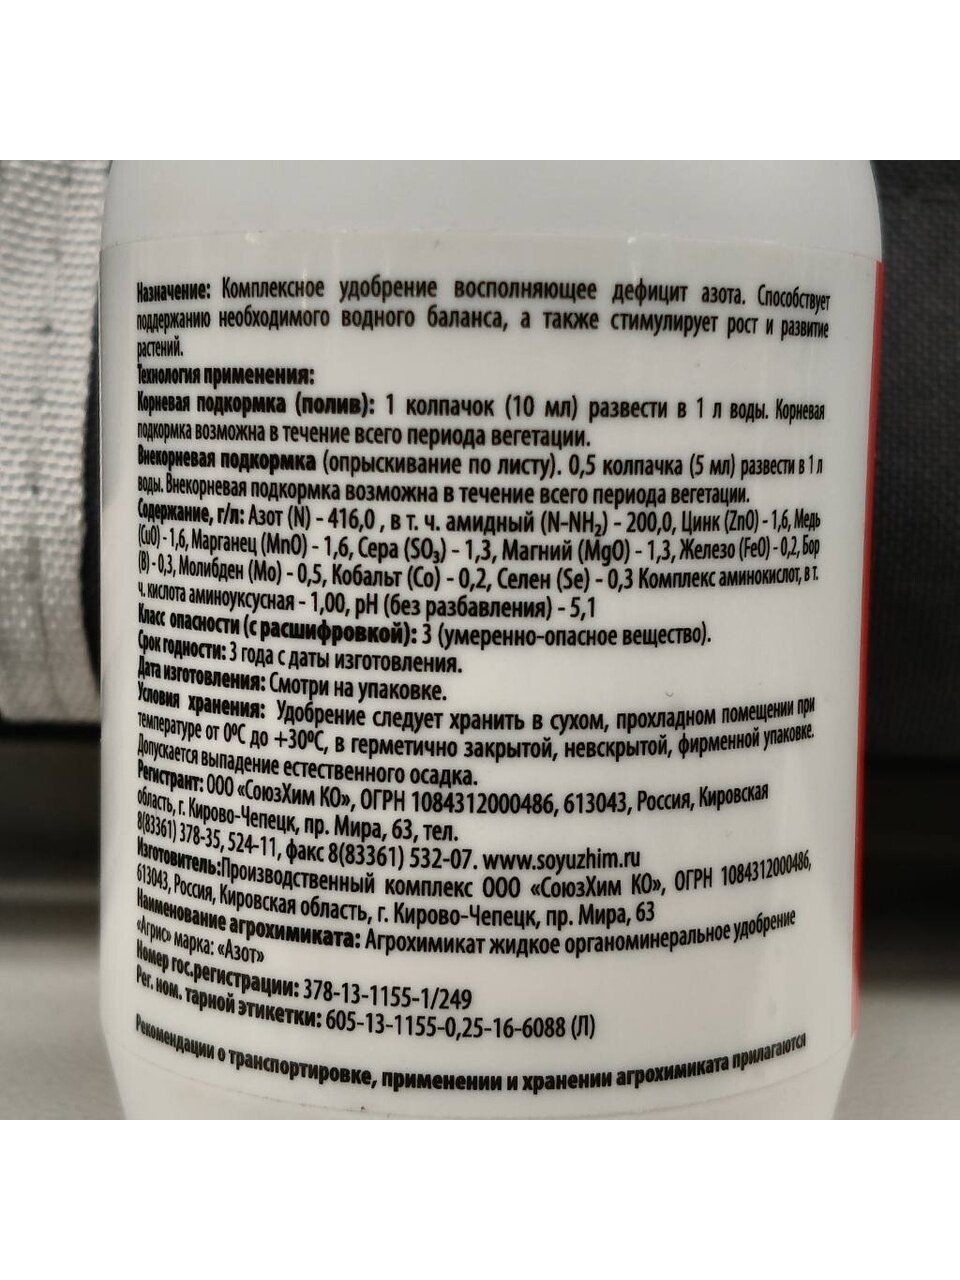 Назначение: Комплексное удобрение восполняющее дефицит азота. Способствует
поддержанию необходимого водного баланса, а также стимулирует рост и развитие
растений.
Технология применения:
Корневая подкормка (полив): 1 колпачок (10 мл) развести в 1 л воды. Корневая
подкормка возможна в течение всего периода вегетации.
Внекорневая подкормка (опрыскивание по листу). 0,5 колпачка (5 мл) развести в 1 л
воды. Внекорневая подкормка возможна в течение всего периода вегетации.
Содержание, г/л: Азот (N) - 416,0 , в т. ч. амидный (N-NH₂) - 200,0, Цинк (ZnO) - 1,6, Медь
(CuO) - 1,6, Марганец (MnO) - 1,6, Сера (SO₃) - 1,3, Магний (MgO) - 1,3, Железо (FeO) - 0,2, Бор
(B) - 0,3, Молибден (Mo) - 0,5, Кобальт (Co) - 0,2, Селен (Se) - 0,3 Комплекс аминокислот, в т.
ч. кислота аминоуксусная - 1,00, pH (без разбавления) - 5,1
Класс опасности (с расшифровкой): 3 (умеренно-опасное вещество).
Срок годности: 3 года с даты изготовления.
Дата изготовления: Смотри на упаковке.
Условия хранения: Удобрение следует хранить в сухом, прохладном помещении при
температуре от 0ºС до +30ºС, в герметично закрытой, невскрытой, фирменной упаковке.
Допускается выпадение естественного осадка.
Регистрант: ООО «СоюзХим КО», ОГРН 1084312000486, 613043, Россия, Кировская
область, г. Кирово-Чепецк, пр. Мира, 63, тел.
8(83361) 378-35, 524-11, факс 8(83361) 532-07. www.soyuzhim.ru
Изготовитель:Производственный комплекс ООО «СоюзХим КО», ОГРН 1084312000486,
613043, Россия, Кировская область, г. Кирово-Чепецк, пр. Мира, 63
Наименование агрохимиката: Агрохимикат жидкое органоминеральное удобрение
«Агрис» марка: «Азот»
Номер гос.регистрации: 378-13-1155-1/249
Рег. ном. тарной этикетки: 605-13-1155-0,25-16-6088 (Л)
Рекомендации о транспортировке, применении и хранении агрохимиката прилагаются